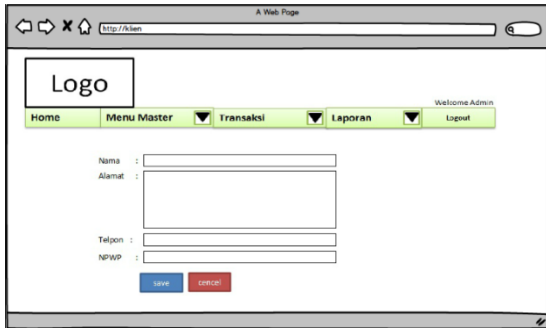 A Web Page
http://klien
Logo
Welcome Admin
Home Menu Master Transaksi Laporan Logout
Nama :
Alamat :
Telpon :
NPWP :
save cencel